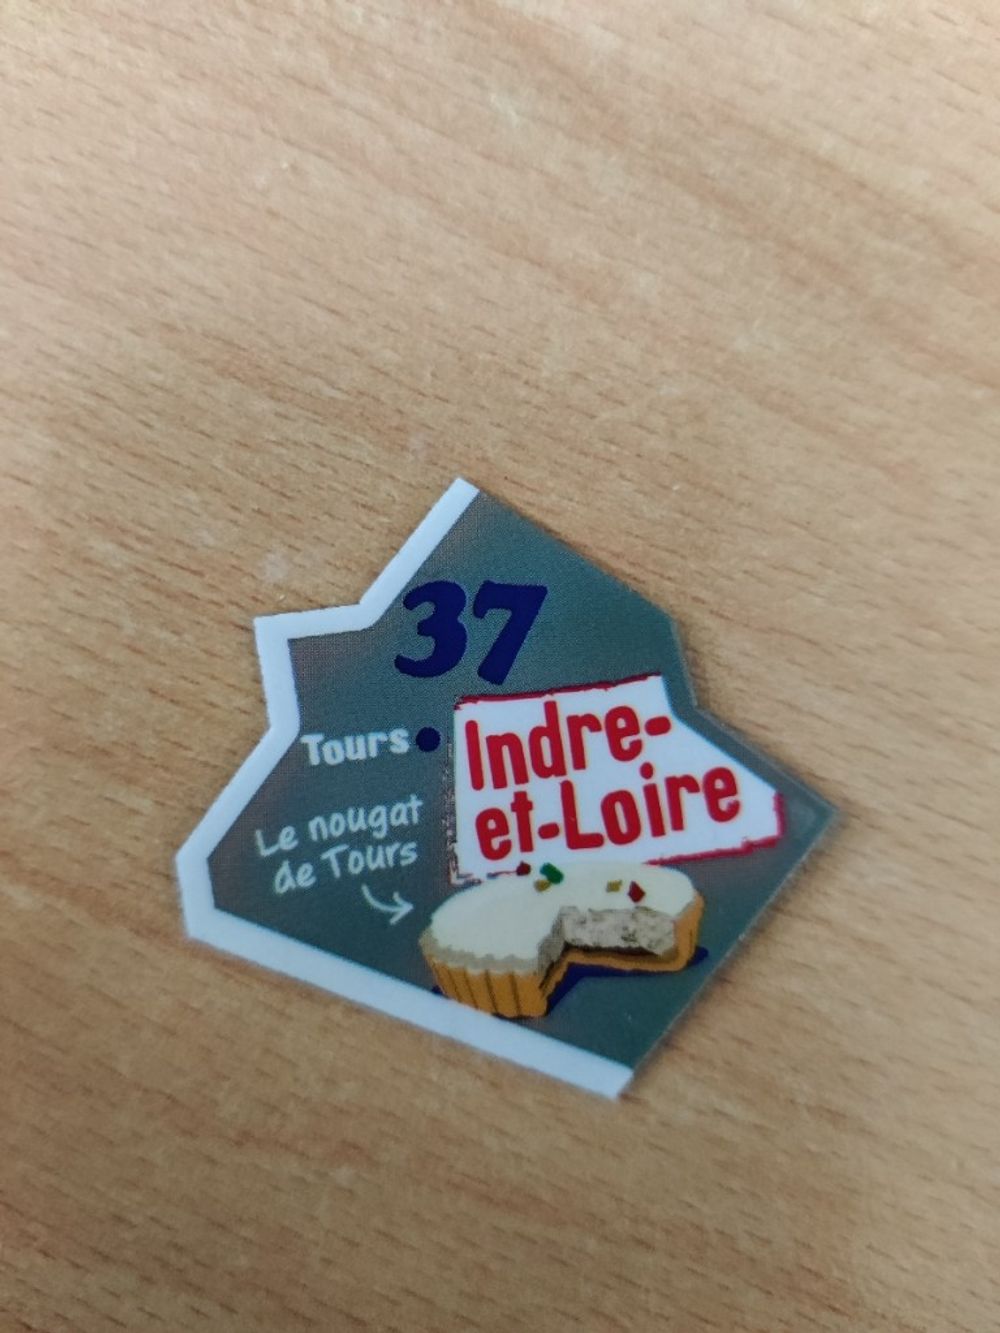 37
Tours
Indre-
et-Loire
Le nougat
de Tours